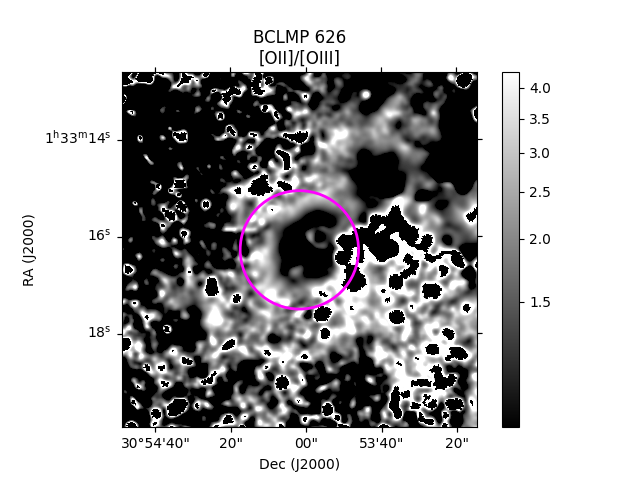 BCLMP 626
[OII]/[OIII]
1ʰ33ᵐ14ˢ
16ˢ
18ˢ
RA (J2000)
30°54'40" 20" 00" 53'40" 20"
Dec (J2000)
4.0
3.5
3.0
2.5
2.0
1.5